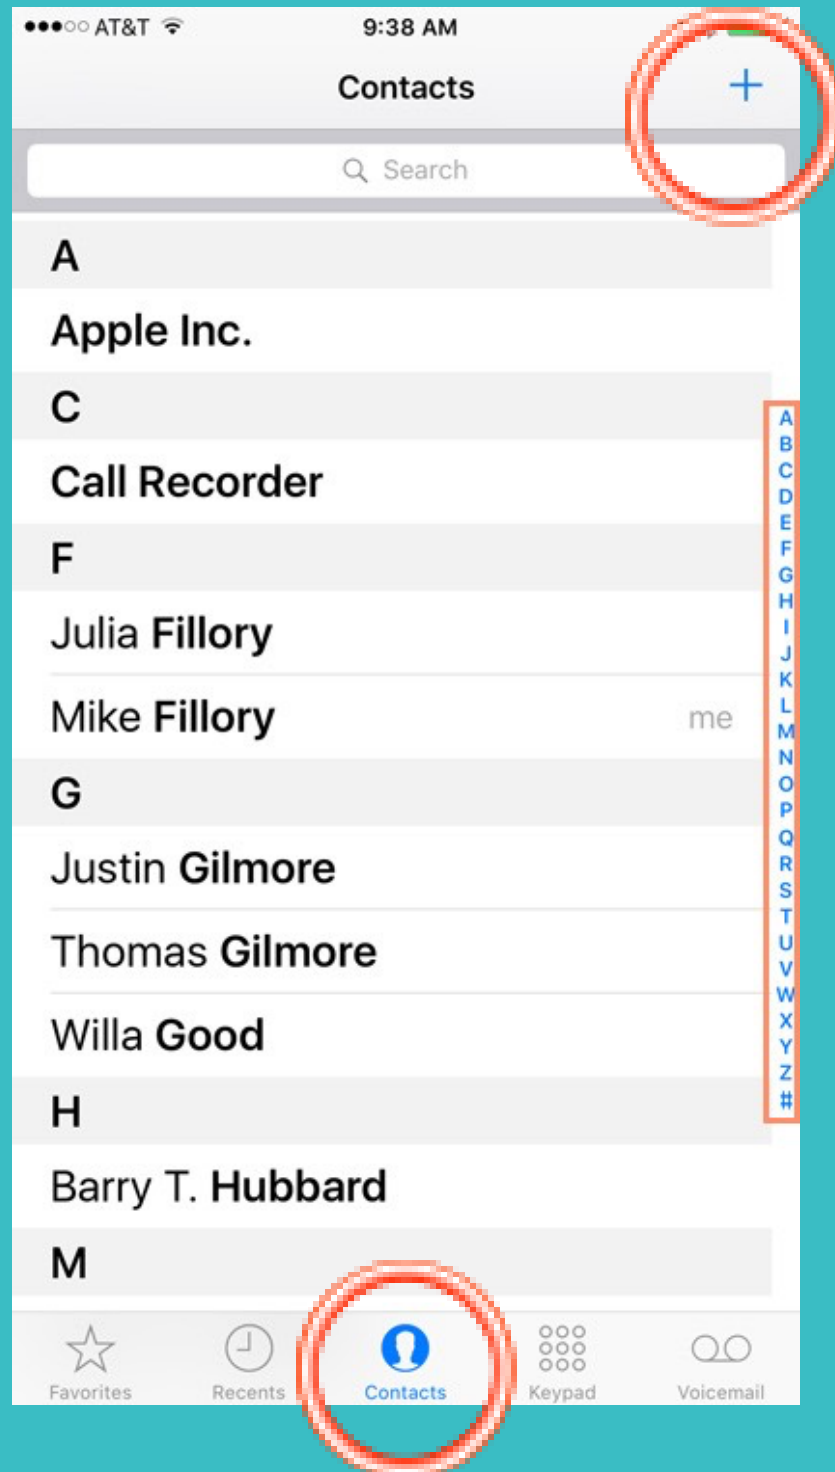 AT&T 9:38 AM
Contacts +
Search
A
Apple Inc.
C
Call Recorder
F
Julia Fillory
Mike Fillory me
G
Justin Gilmore
Thomas Gilmore
Willa Good
H
Barry T. Hubbard
M
A
B
C
D
E
F
G
H
I
J
K
L
M
N
O
P
Q
R
S
T
U
V
W
X
Y
Z
#
Favorites Recents Contacts Keypad Voicemail